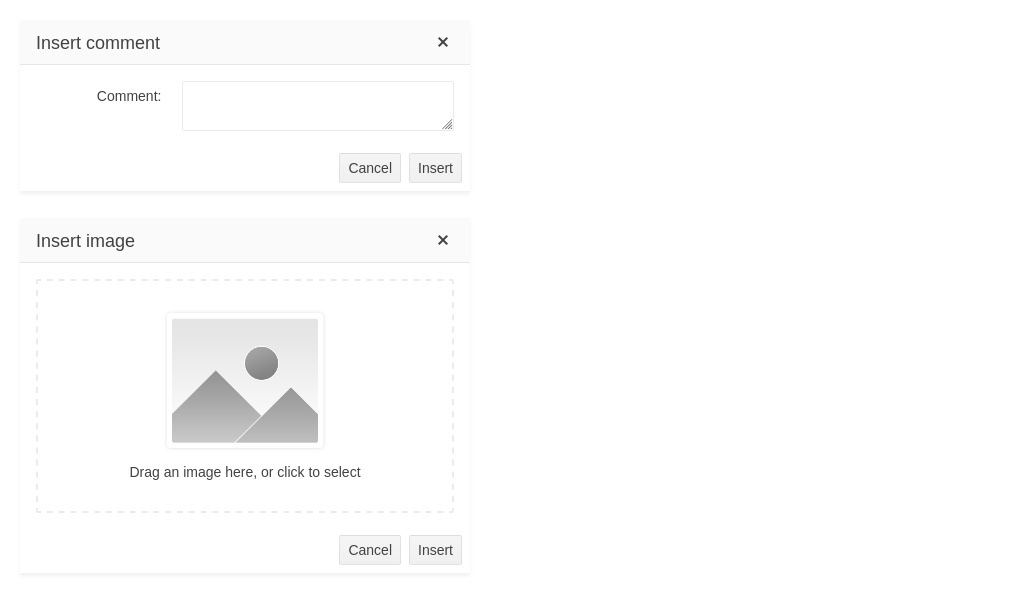 Insert comment ×
Comment:
Cancel Insert
Insert image ×
Drag an image here, or click to select
Cancel Insert